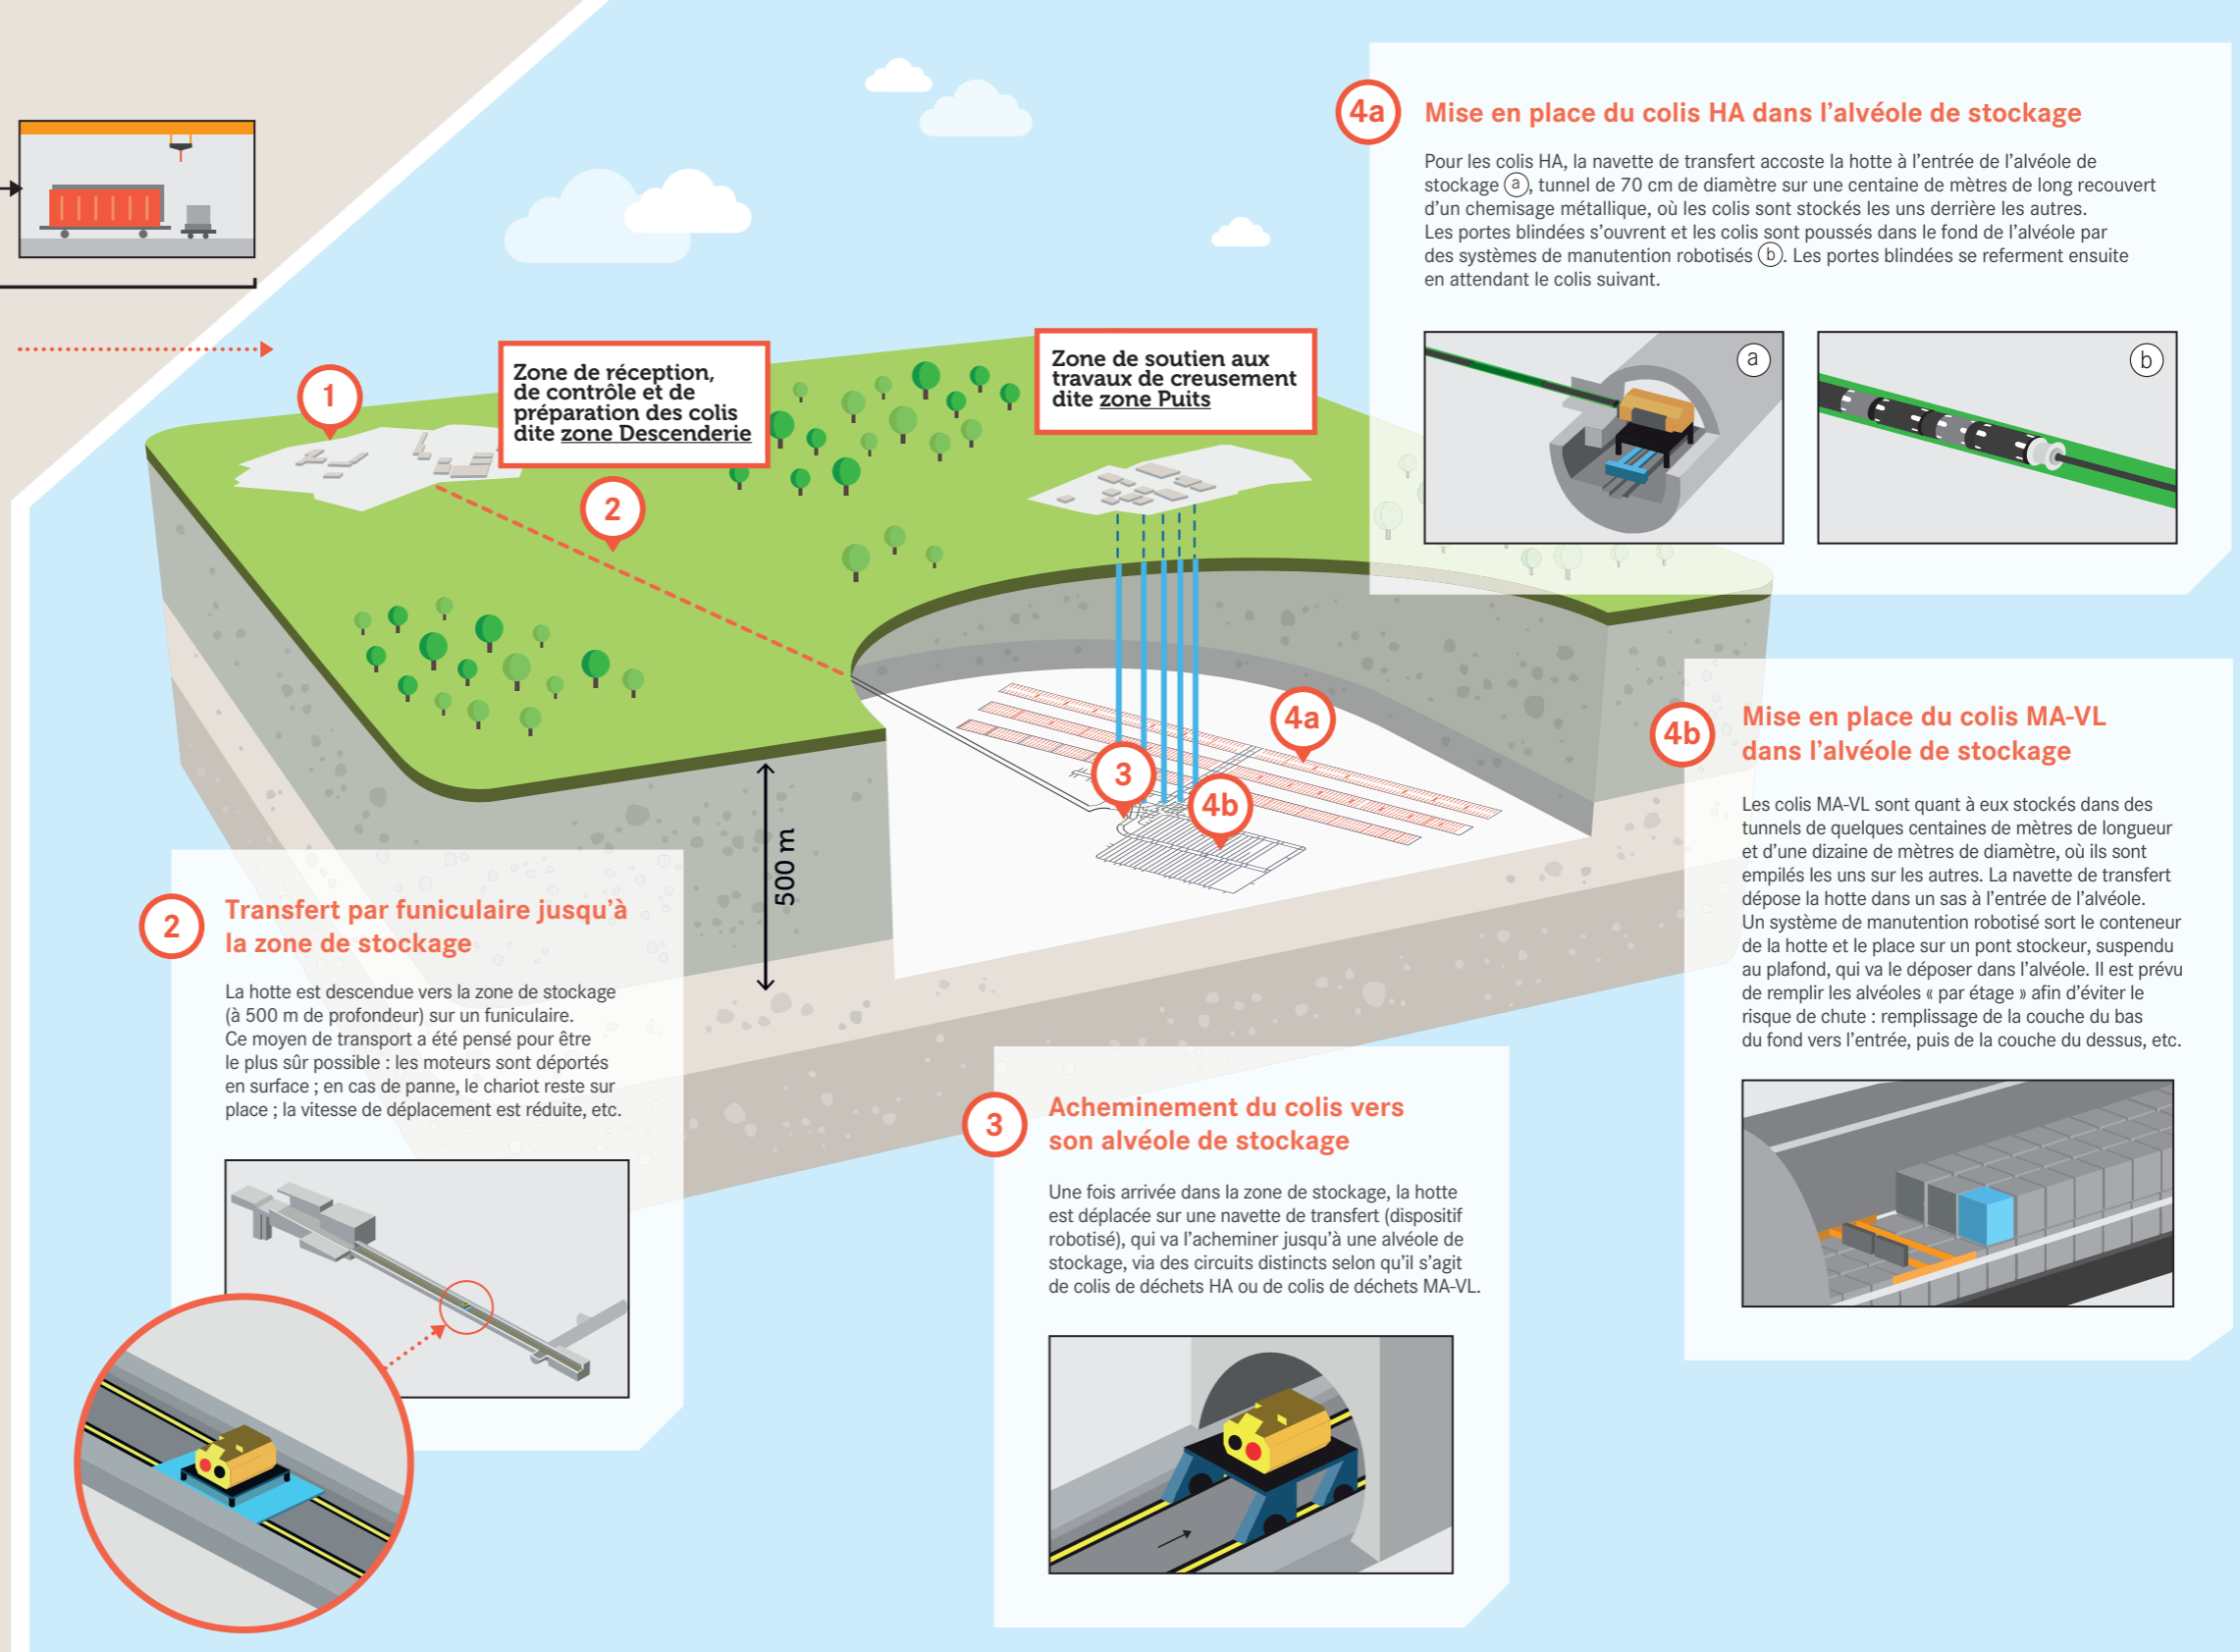 4a
Mise en place du colis HA dans l’alvéole de stockage
Pour les colis HA, la navette de transfert accoste la hotte à l’entrée de l’alvéole de
stockage a, tunnel de 70 cm de diamètre sur une centaine de mètres de long recouvert
d’un chemisage métallique, où les colis sont stockés les uns derrière les autres.
Les portes blindées s’ouvrent et les colis sont poussés dans le fond de l’alvéole par
des systèmes de manutention robotisés b. Les portes blindées se referment ensuite
en attendant le colis suivant.
a
b
1
Zone de réception,
de contrôle et de
préparation des colis
dite zone Descenderie
Zone de soutien aux
travaux de creusement
dite zone Puits
2
4a
3
4b
500 m
4b
Mise en place du colis MA-VL
dans l’alvéole de stockage
Les colis MA-VL sont quant à eux stockés dans des
tunnels de quelques centaines de mètres de longueur
et d’une dizaine de mètres de diamètre, où ils sont
empilés les uns sur les autres. La navette de transfert
dépose la hotte dans un sas à l’entrée de l’alvéole.
Un système de manutention robotisé sort le conteneur
de la hotte et le place sur un pont stockeur, suspendu
au plafond, qui va le déposer dans l’alvéole. Il est prévu
de remplir les alvéoles « par étage » afin d’éviter le
risque de chute : remplissage de la couche du bas
du fond vers l’entrée, puis de la couche du dessus, etc.
2
Transfert par funiculaire jusqu’à
la zone de stockage
La hotte est descendue vers la zone de stockage
(à 500 m de profondeur) sur un funiculaire.
Ce moyen de transport a été pensé pour être
le plus sûr possible : les moteurs sont déportés
en surface ; en cas de panne, le chariot reste sur
place ; la vitesse de déplacement est réduite, etc.
3
Acheminement du colis vers
son alvéole de stockage
Une fois arrivée dans la zone de stockage, la hotte
est déplacée sur une navette de transfert (dispositif
robotisé), qui va l’acheminer jusqu’à une alvéole de
stockage, via des circuits distincts selon qu’il s’agit
de colis de déchets HA ou de colis de déchets MA-VL.